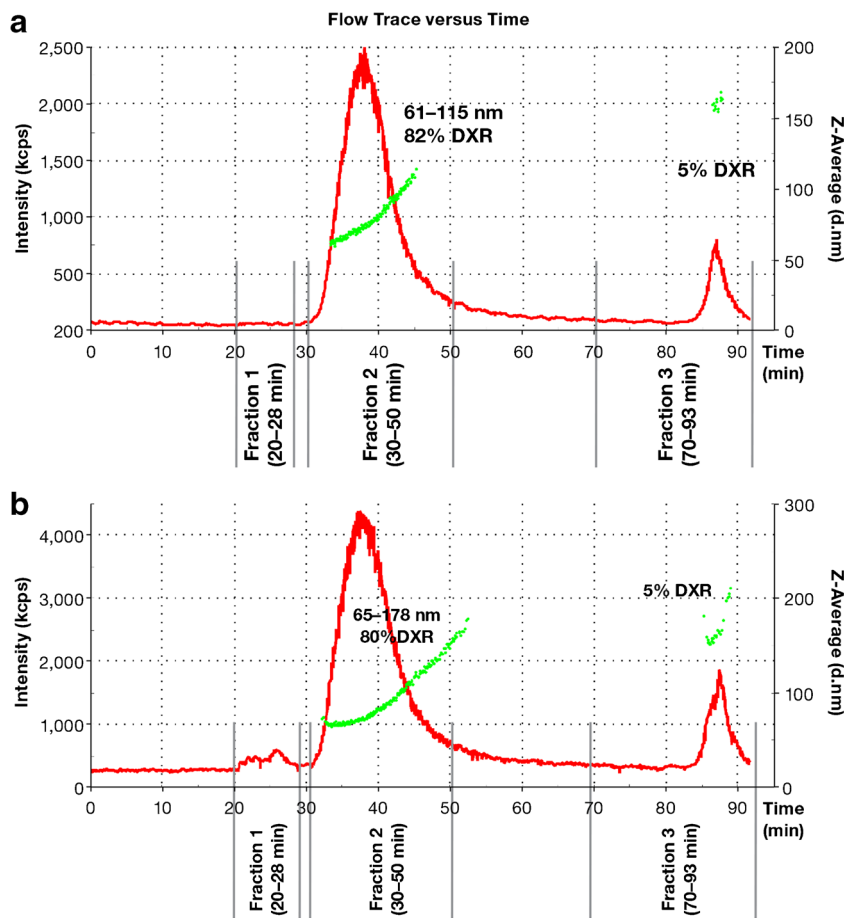 a
Flow Trace versus Time
2,500
2,000
1,500
1,000
500
200
Intensity (kcps)
200
150
100
50
0
Z-Average (d.nm)
61–115 nm
82% DXR
5% DXR
0 10 20 30 40 50 60 70 80 90 Time
(min)
Fraction 1
(20–28 min)
Fraction 2
(30–50 min)
Fraction 3
(70–93 min)
b
4,000
3,000
2,000
1,000
0
Intensity (kcps)
300
200
100
0
Z-Average (d.nm)
65–178 nm
80%DXR
5% DXR
0 10 20 30 40 50 60 70 80 90 Time
(min)
Fraction 1
(20–28 min)
Fraction 2
(30–50 min)
Fraction 3
(70–93 min)